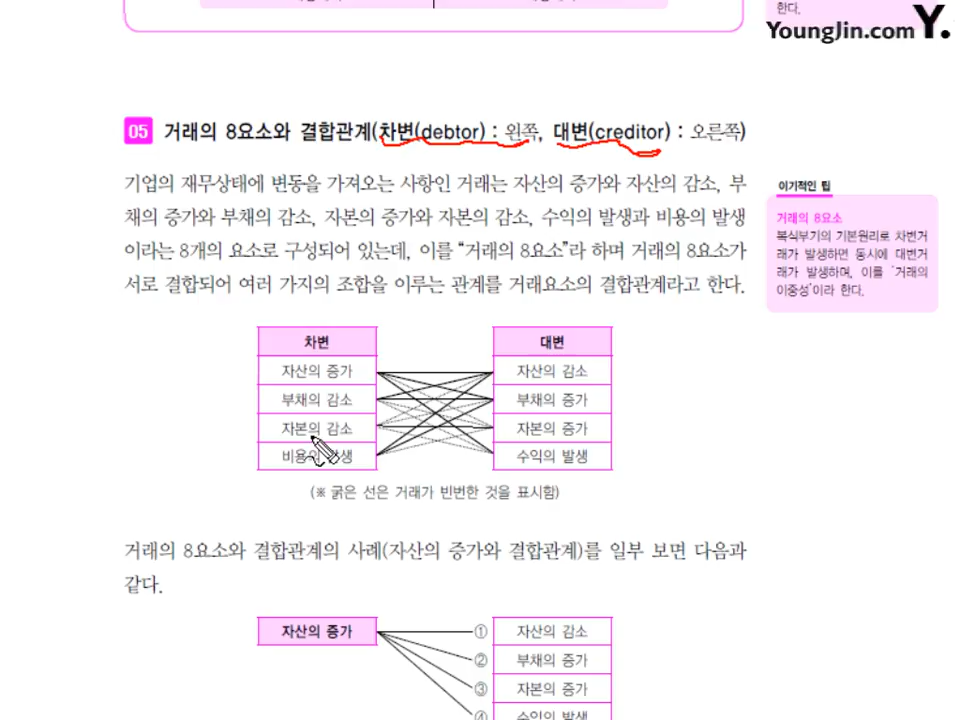 한다.
YoungJin.com Y.
05 거래의 8요소와 결합관계(차변(debtor) : 왼쪽, 대변(creditor) : 오른쪽)
기업의 재무상태에 변동을 가져오는 사항인 거래는 자산의 증가와 자산의 감소, 부
채의 증가와 부채의 감소, 자본의 증가와 자본의 감소, 수익의 발생과 비용의 발생
이라는 8개의 요소로 구성되어 있는데, 이를 “거래의 8요소”라 하며 거래의 8요소가
서로 결합되어 여러 가지의 조합을 이루는 관계를 거래요소의 결합관계라고 한다.
이기적인 팁
거래의 8요소
복식부기의 기본원리로 차변거
래가 발생하면 동시에 대변거
래가 발생하며, 이를 '거래의
이중성'이라 한다.
차변 대변
자산의 증가 자산의 감소
부채의 감소 부채의 증가
자본의 감소 자본의 증가
비용의 발생 수익의 발생
(※ 굵은 선은 거래가 빈번한 것을 표시함)
거래의 8요소와 결합관계의 사례(자산의 증가와 결합관계)를 일부 보면 다음과
같다.
자산의 증가 ① 자산의 감소
② 부채의 증가
③ 자본의 증가
④ 수익의 발생